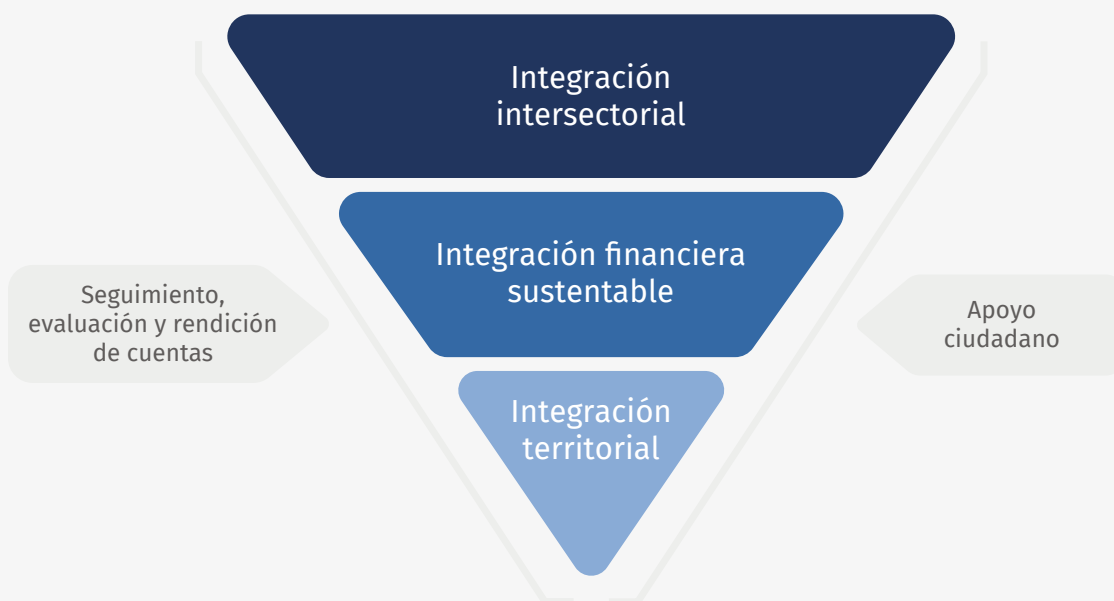 Integración
intersectorial
Integración financiera
sustentable
Seguimiento,
evaluación y rendición
de cuentas
Apoyo
ciudadano
Integración
territorial